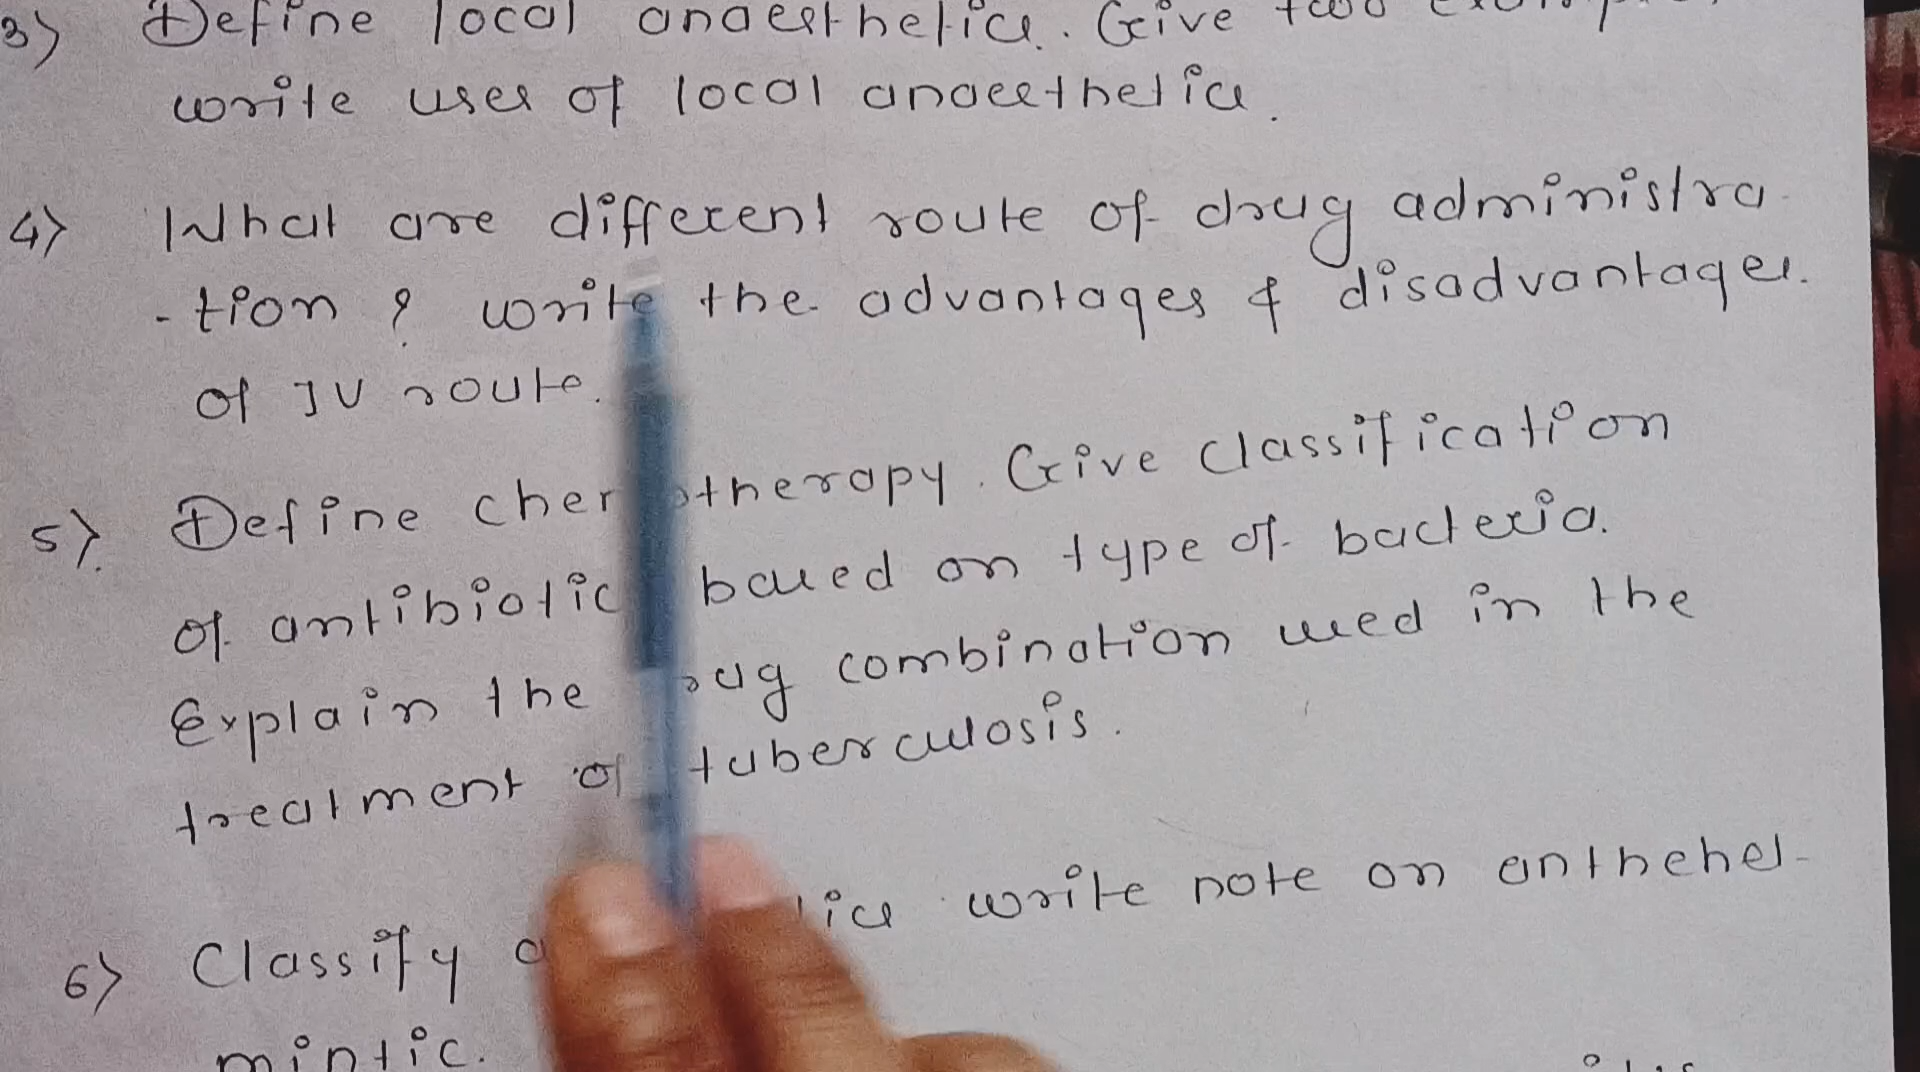 3) Define local anaesthetics. Give two
write uses of local anaesthetics.
4) What are different route of drug administra
-tion ? write the advantages & disadvantages.
of IV route.
5). Define therapy. Give classification
of antibiotic based on type of bacteria.
Explain the combination used in the
treatment of tuberculosis.
6) Classify write note on anthehel-
mintic.